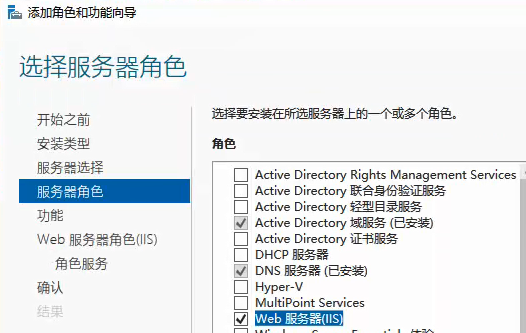 添加角色和功能向导
选择服务器角色
开始之前
安装类型
服务器选择
服务器角色
功能
Web 服务器角色(IIS)
角色服务
确认
结果
选择要安装在所选服务器上的一个或多个角色。
角色
Active Directory Rights Management Services
Active Directory 联合身份验证服务
Active Directory 轻型目录服务
Active Directory 域服务 (已安装)
Active Directory 证书服务
DHCP 服务器
DNS 服务器 (已安装)
Hyper-V
MultiPoint Services
Web 服务器(IIS)